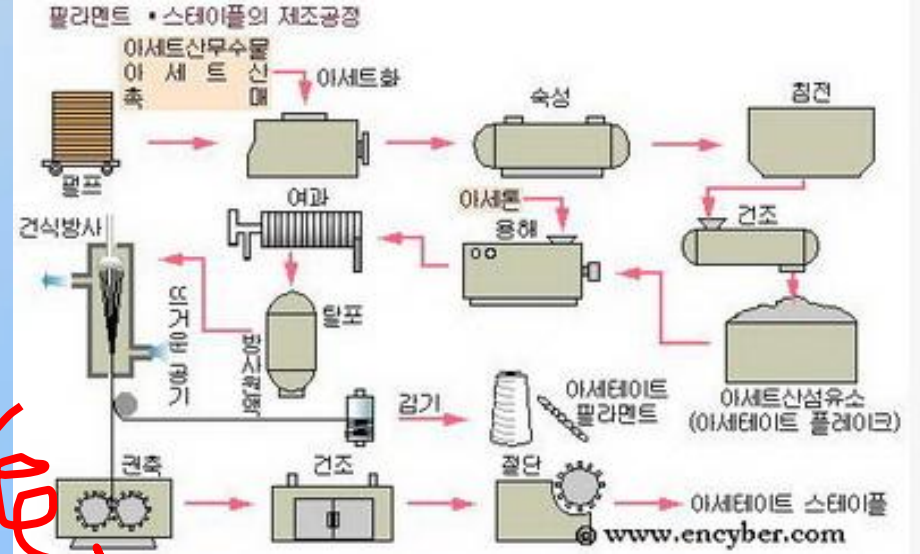 필라멘트 • 스테이플의 제조공정
아세트산무수물
아 세 트 산
촉 매
아세트화
숙성
침전
펄프
여과
아세톤
용해
건조
건식방사
뜨거운 공기
방사원액
탈포
아세트산섬유소
(아세테이트 플레이크)
감기
아세테이트
필라멘트
권축
건조
절단
아세테이트 스테이플
@ www.encyber.com